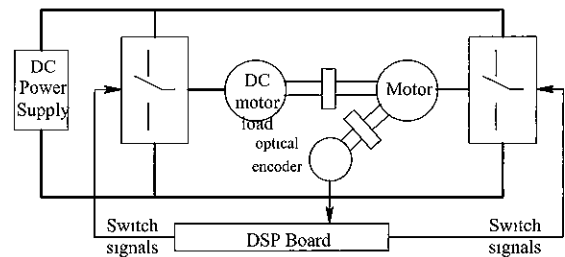 DC
Power
Supply
DC
motor
load
Motor
optical
encoder
Switch
signals
DSP Board
Switch
signals